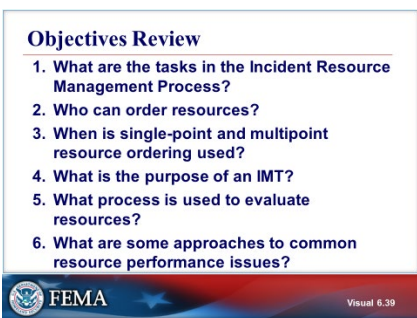 Objectives Review
1. What are the tasks in the Incident Resource
Management Process?
2. Who can order resources?
3. When is single-point and multipoint
resource ordering used?
4. What is the purpose of an IMT?
5. What process is used to evaluate
resources?
6. What are some approaches to common
resource performance issues?
FEMA
Visual 6.39